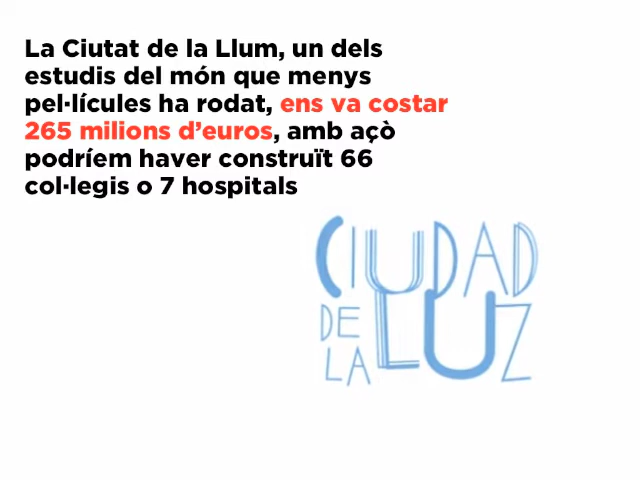 La Ciutat de la Llum, un dels
estudis del món que menys
pel·lícules ha rodat, ens va costar
265 milions d’euros, amb açò
podríem haver construït 66
col·legis o 7 hospitals
CIUDAD
DE LA LUZ